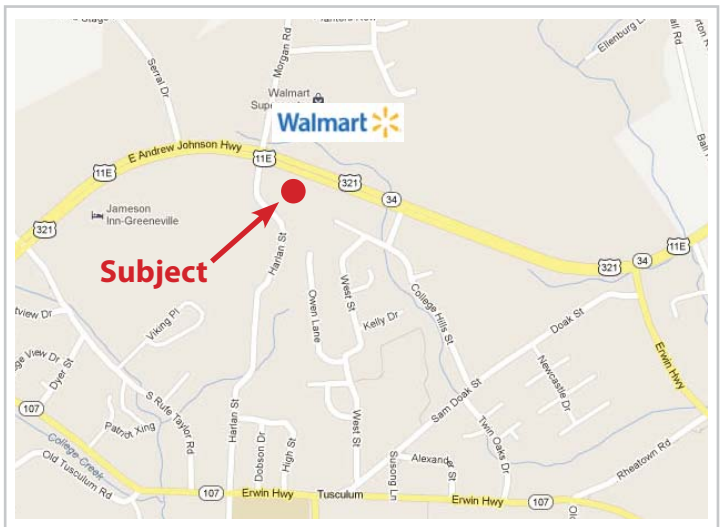 Serral Dr
Morgan Rd
Ellenburg
Walmart
Walmart
E Andrew Johnson Hwy
11E
11E
321
34
Jameson
Inn-Greeneville
321
Subject
Harlan St
321
34
11E
West St
Owen Lane
Kelly Dr
College Hills St
Doak St
Viking Pl
Erwin Hwy
Newcastle Dr
Dyer St
S Rufe Taylor Rd
Sam Doak St
107
Patriot Xing
Harlan St
Dobson Dr
High St
West St
Twin Oaks Dr
College Creek
Old Tusculum Rd
Susong Ln
Alexander St
Rheatown Rd
107
Erwin Hwy
Tusculum
Erwin Hwy
107